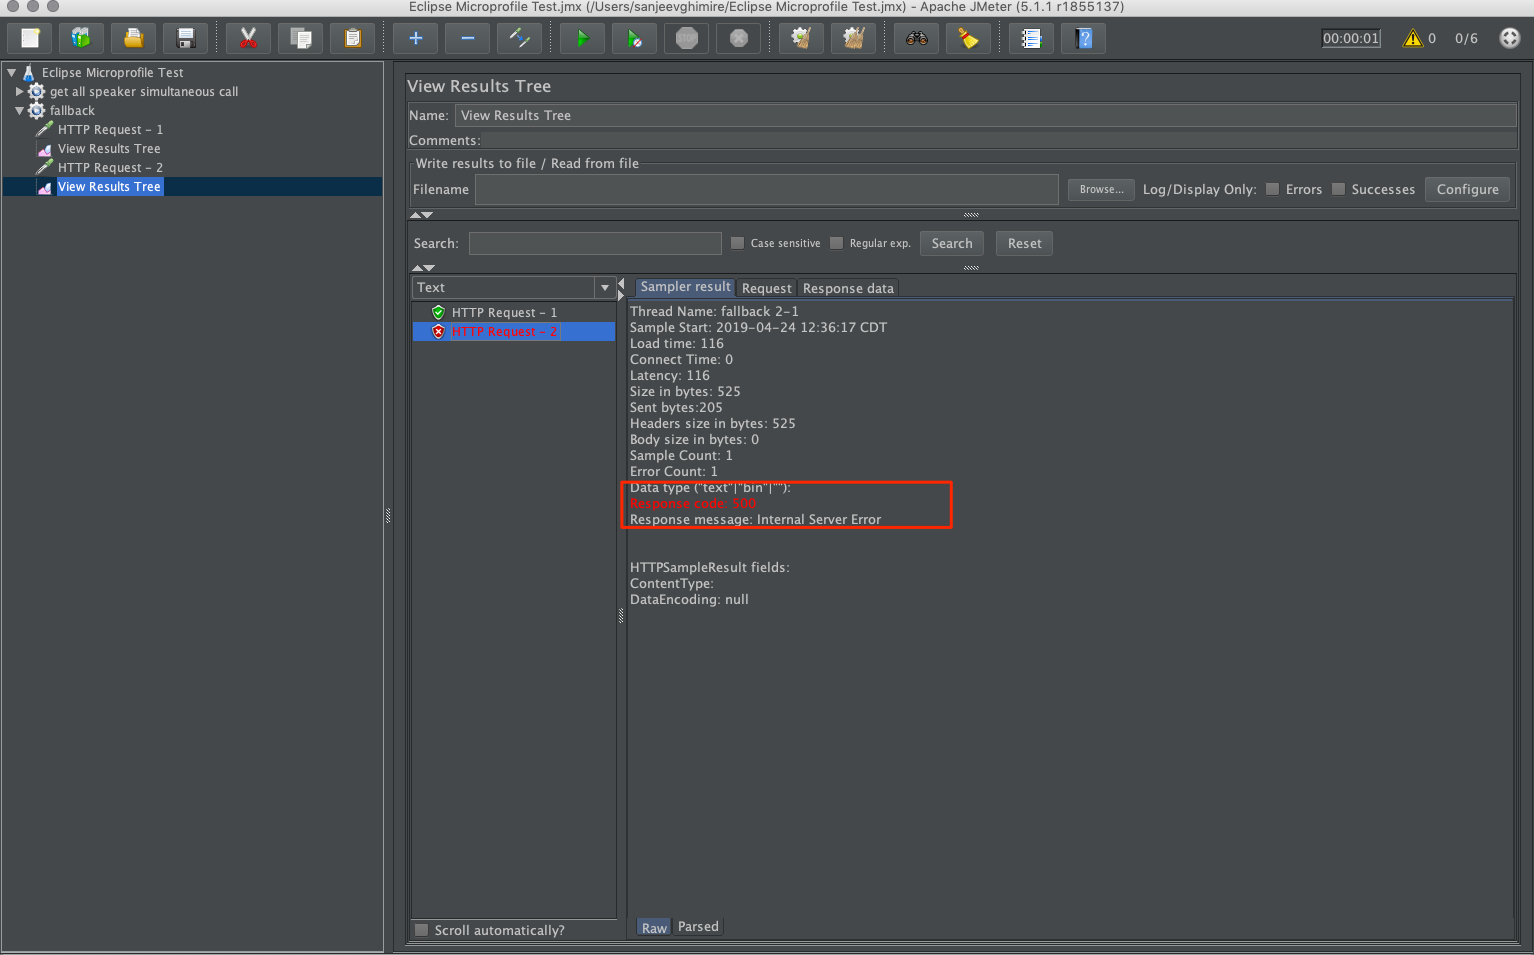 Eclipse Microprofile Test.jmx (/Users/sanjeevghimire/Eclipse Microprofile Test.jmx) - Apache JMeter (5.1.1 r1855137)
STOP
00:00:01
0
0/6
Eclipse Microprofile Test
get all speaker simultaneous call
fallback
HTTP Request - 1
View Results Tree
HTTP Request - 2
View Results Tree
View Results Tree
Name: View Results Tree
Comments:
Write results to file / Read from file
Filename Browse... Log/Display Only: Errors Successes Configure
Search: Case sensitive Regular exp. Search Reset
Text
HTTP Request - 1
HTTP Request - 2
Scroll automatically?
Sampler result Request Response data
Thread Name: fallback 2-1
Sample Start: 2019-04-24 12:36:17 CDT
Load time: 116
Connect Time: 0
Latency: 116
Size in bytes: 525
Sent bytes:205
Headers size in bytes: 525
Body size in bytes: 0
Sample Count: 1
Error Count: 1
Data type ("text"|"bin"|""):
Response code: 500
Response message: Internal Server Error
HTTPSampleResult fields:
ContentType:
DataEncoding: null
Raw Parsed